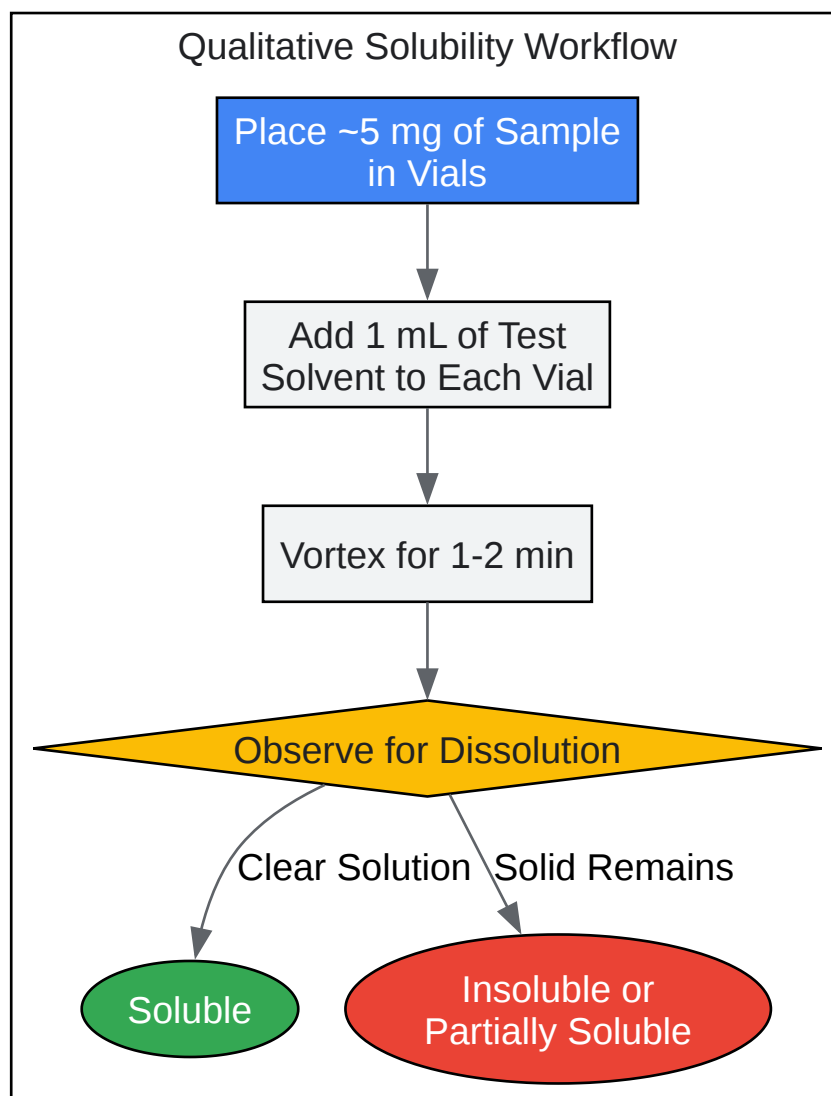 Qualitative Solubility Workflow
Place ~5 mg of Sample
in Vials
Add 1 mL of Test
Solvent to Each Vial
Vortex for 1-2 min
Observe for Dissolution
Clear Solution
Solid Remains
Soluble
Insoluble or
Partially Soluble